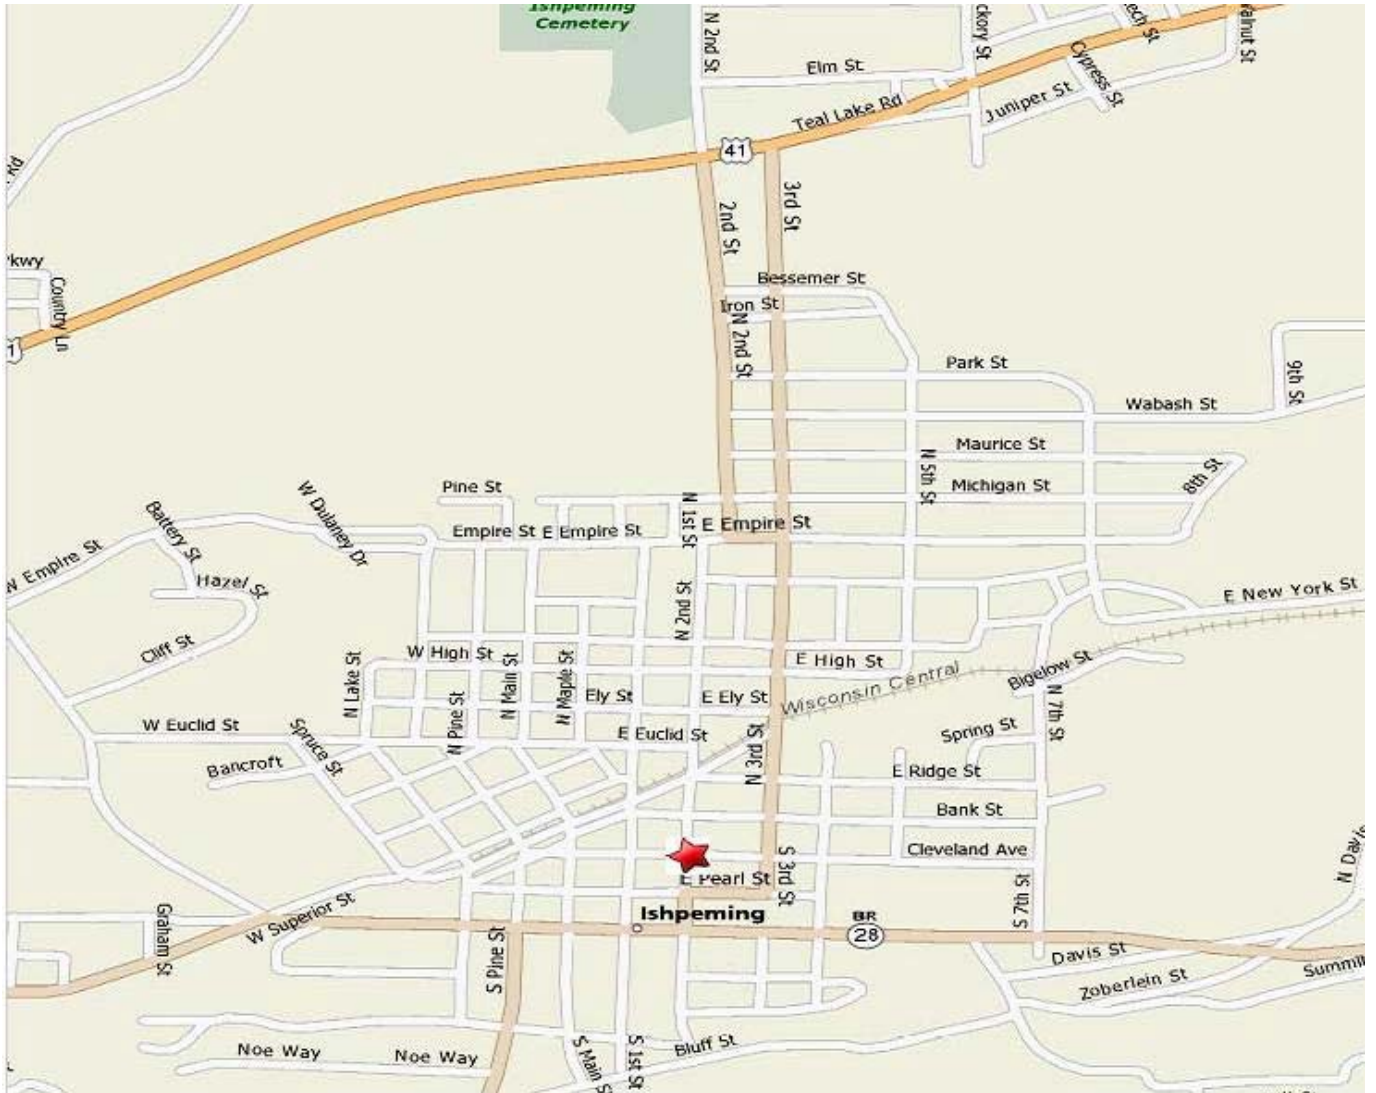 Ishpeming
Cemetery
N 2nd St
Elm St
Cypress St
Juniper St
Teal Lake Rd
41
Rd
2nd St
3rd St
Country Ln
Bessemer St
Iron St
N 2nd St
Park St
9th St
Wabash St
Maurice St
N 5th St
Michigan St
8th St
Pine St
W Dulaney Dr
Battery St
N 1st St
Empire St
E Empire St
E Empire St
W Empire St
Hazel St
N 2nd St
E New York St
Cliff St
W High St
E High St
N Lake St
N Main St
N Maple St
Ely St
E Ely St
Wisconsin Central
Bigelow St
N Pine St
N 7th St
W Euclid St
Spruce St
E Euclid St
N 3rd St
Spring St
Bancroft
E Ridge St
Bank St
Cleveland Ave
E Pearl St
S 3rd St
S 7th St
N Davis
Graham St
W Superior St
Ishpeming
BR
28
S Pine St
Davis St
Zoberlein St
Noe Way
Noe Way
S Main St
S 1st St
Bluff St